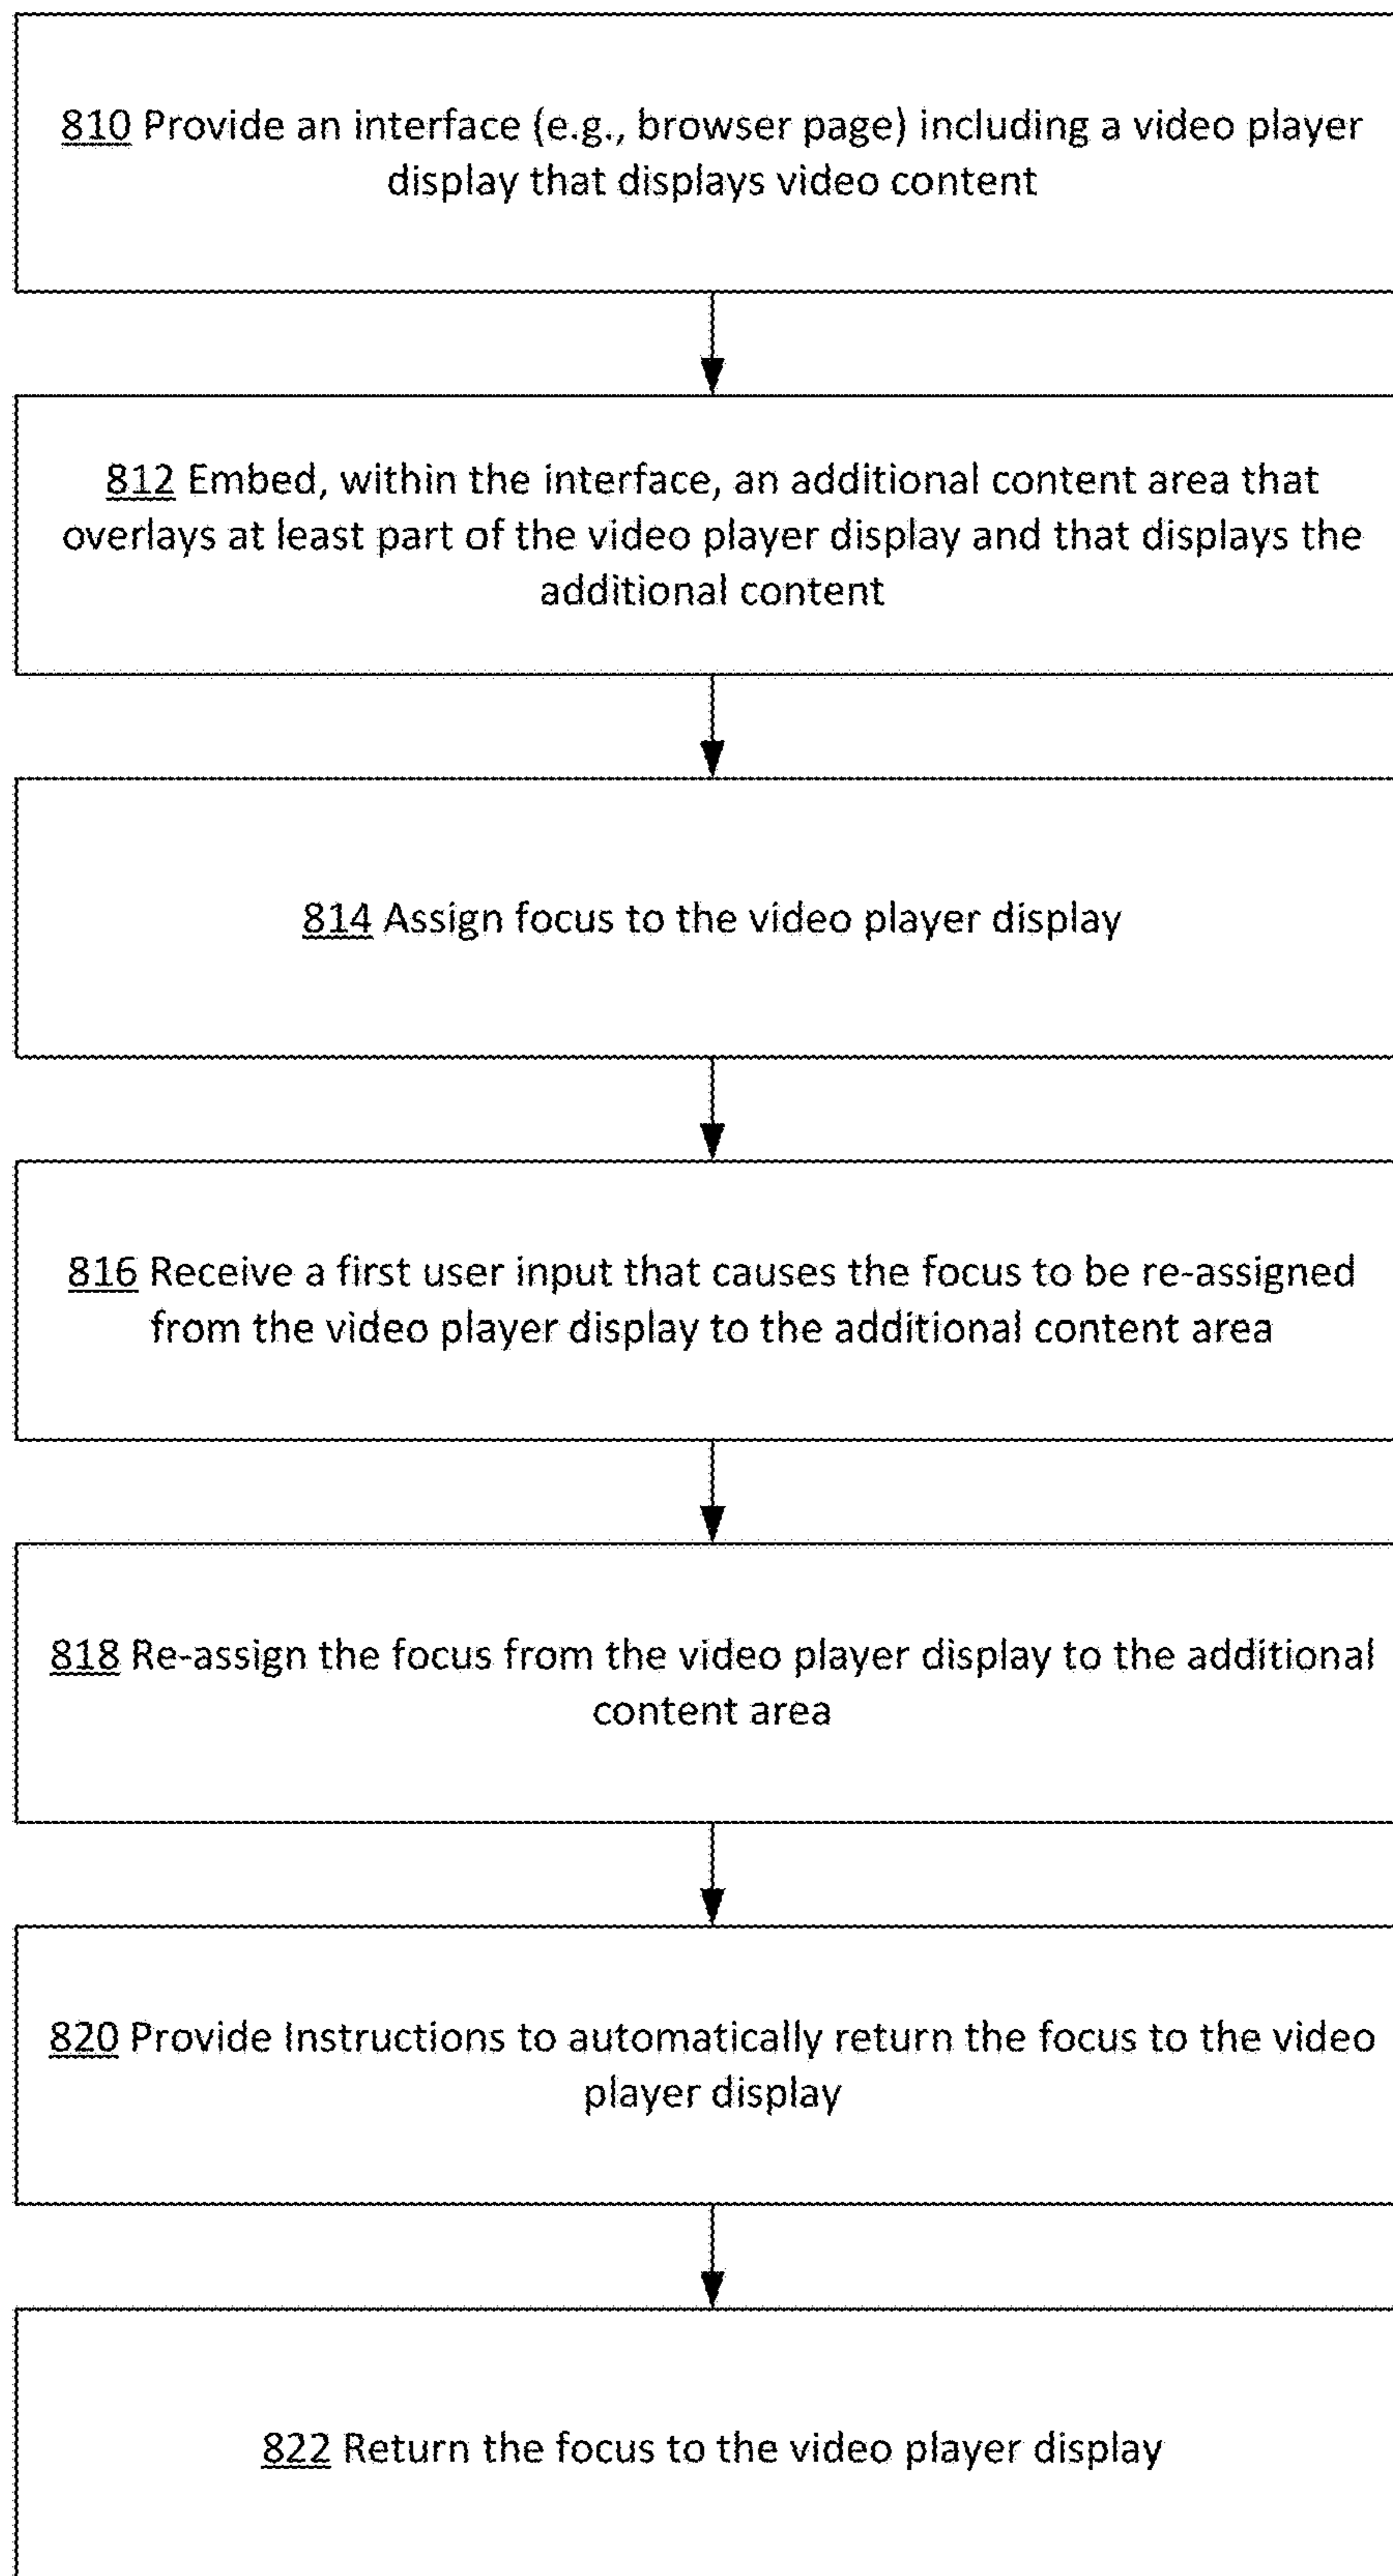 810 Provide an interface (e.g., browser page) including a video player
display that displays video content
812 Embed, within the interface, an additional content area that
overlays at least part of the video player display and that displays the
additional content
814 Assign focus to the video player display
816 Receive a first user input that causes the focus to be re-assigned
from the video player display to the additional content area
818 Re-assign the focus from the video player display to the additional
content area
820 Provide Instructions to automatically return the focus to the video
player display
822 Return the focus to the video player display